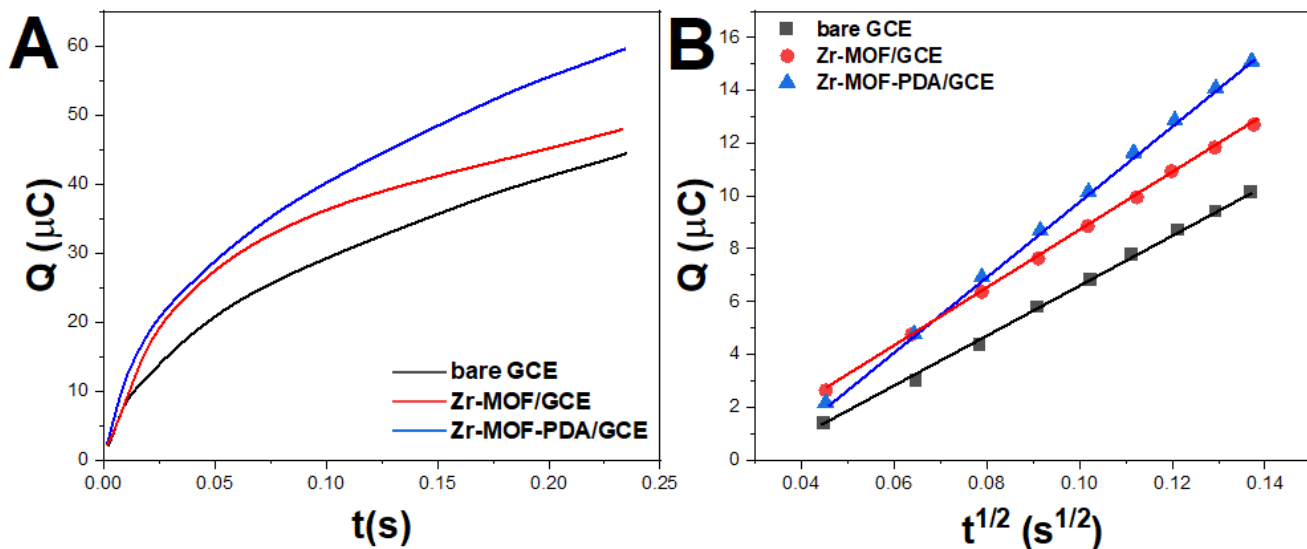 A
Q (μC)
60
50
40
30
20
10
0
bare GCE
Zr-MOF/GCE
Zr-MOF-PDA/GCE
0.00 0.05 0.10 0.15 0.20 0.25
t(s)
B
Q (μC)
16
14
12
10
8
6
4
2
0
bare GCE
Zr-MOF/GCE
Zr-MOF-PDA/GCE
0.04 0.06 0.08 0.10 0.12 0.14
t^1/2 (s^1/2)